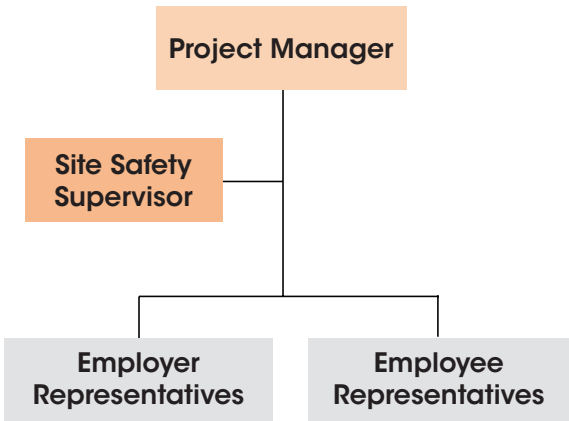 Project Manager
Site Safety
Supervisor
Employer
Representatives
Employee
Representatives